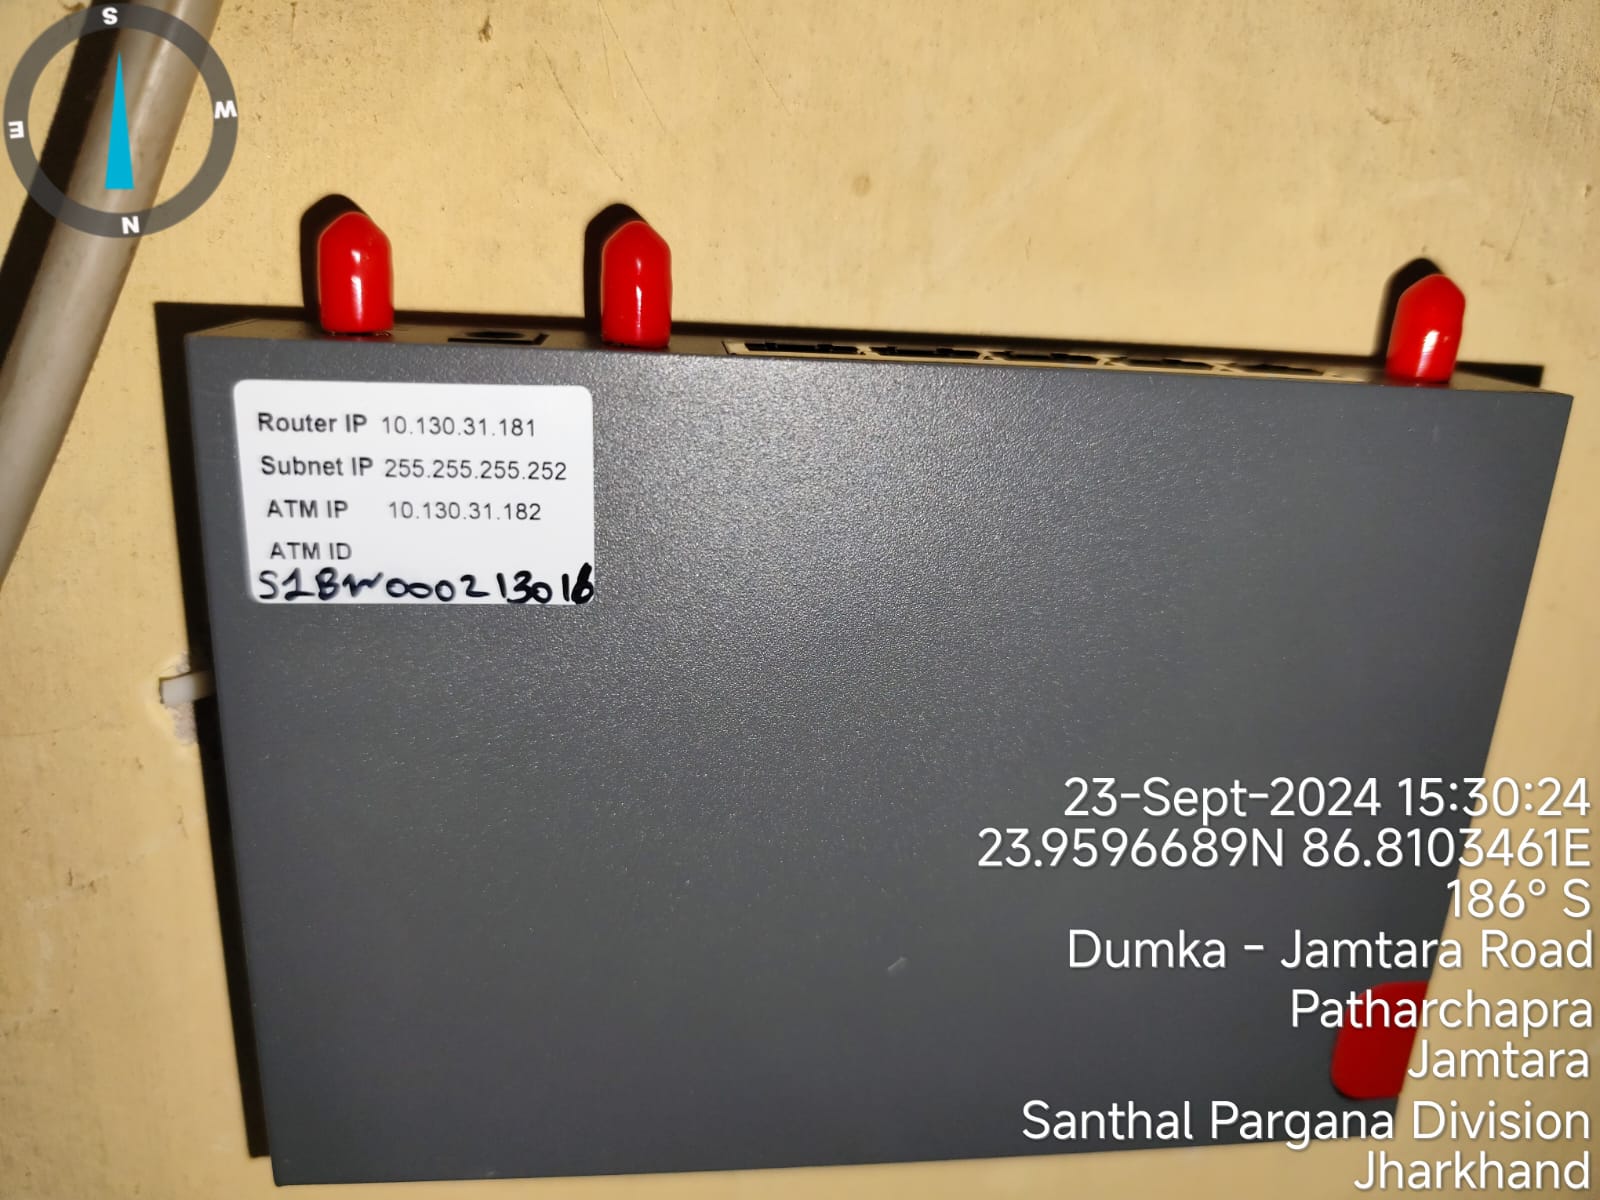 S
W
E
N
Router IP 10.130.31.181
Subnet IP 255.255.255.252
ATM IP 10.130.31.182
ATM ID
S1BW000213016
23-Sept-2024 15:30:24
23.9596689N 86.8103461E
186° S
Dumka - Jamtara Road
Patharchapra
Jamtara
Santhal Pargana Division
Jharkhand